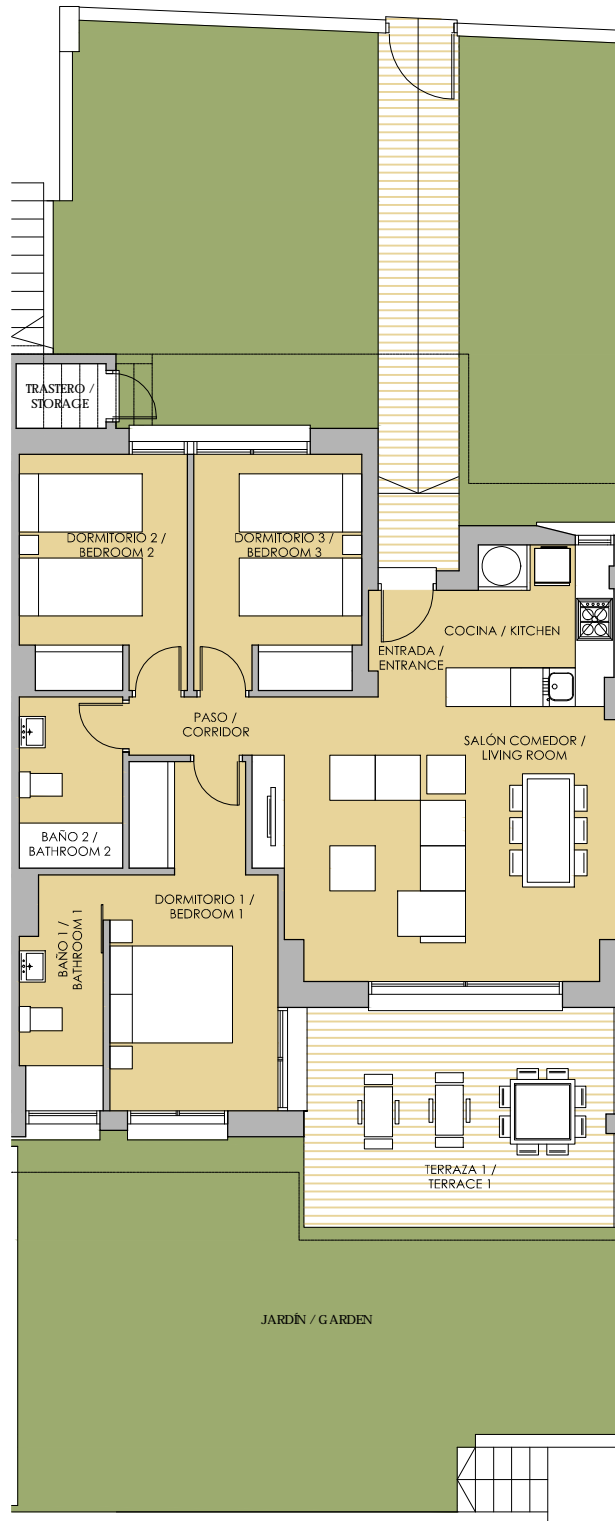 TRASTERO /
STORAGE
DORMITORIO 2 /
BEDROOM 2
DORMITORIO 3 /
BEDROOM 3
COCINA / KITCHEN
ENTRADA /
ENTRANCE
PASO /
CORRIDOR
SALÓN COMEDOR /
LIVING ROOM
BAÑO 2 /
BATHROOM 2
DORMITORIO 1 /
BEDROOM 1
BAÑO 1 /
BATHROOM 1
TERRAZA 1 /
TERRACE 1
JARDÍN / GARDEN